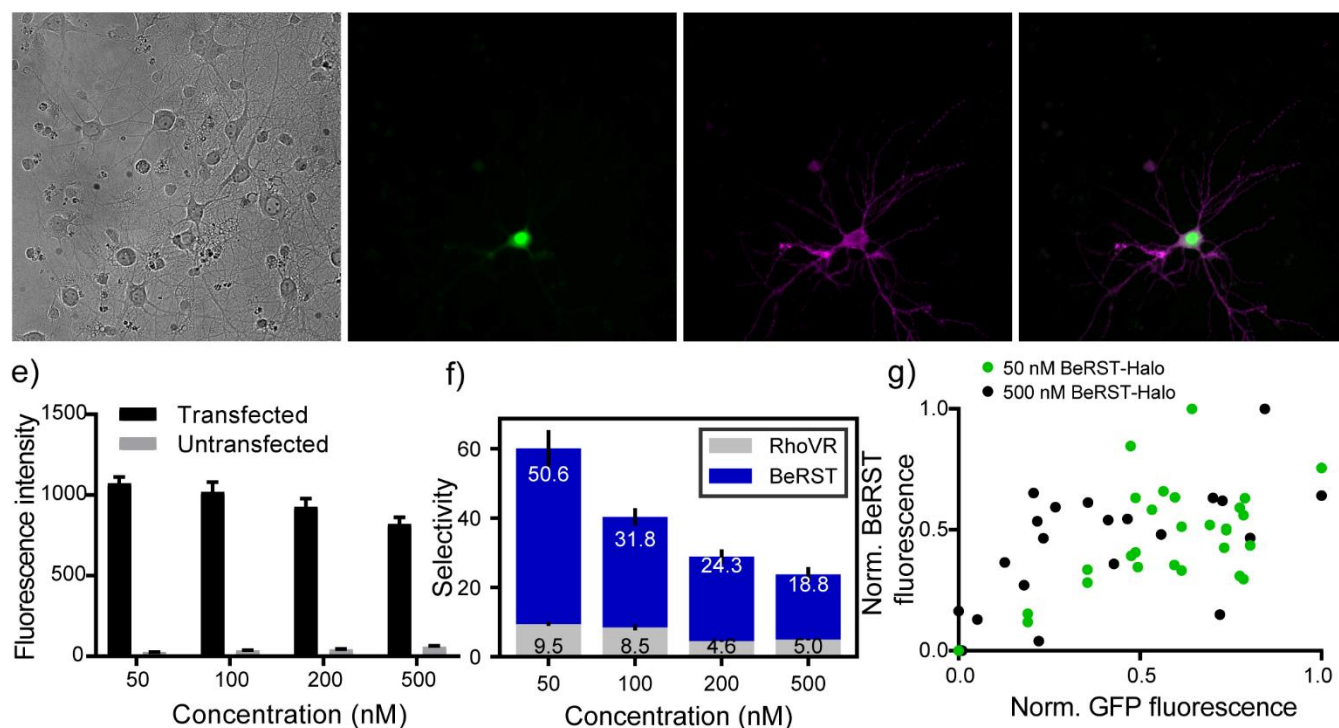 e)
1500
1000
500
0
Fluorescence intensity
Transfected
Untransfected
50 100 200 500
Concentration (nM)
f)
60
40
20
0
Selectivity
RhoVR
BeRST
50.6
31.8
24.3
18.8
9.5 8.5 4.6 5.0
50 100 200 500
Concentration (nM)
g)
50 nM BeRST-Halo
500 nM BeRST-Halo
Norm. BeRST
fluorescence
1.0
0.5
0.0
0.0 0.5 1.0
Norm. GFP fluorescence